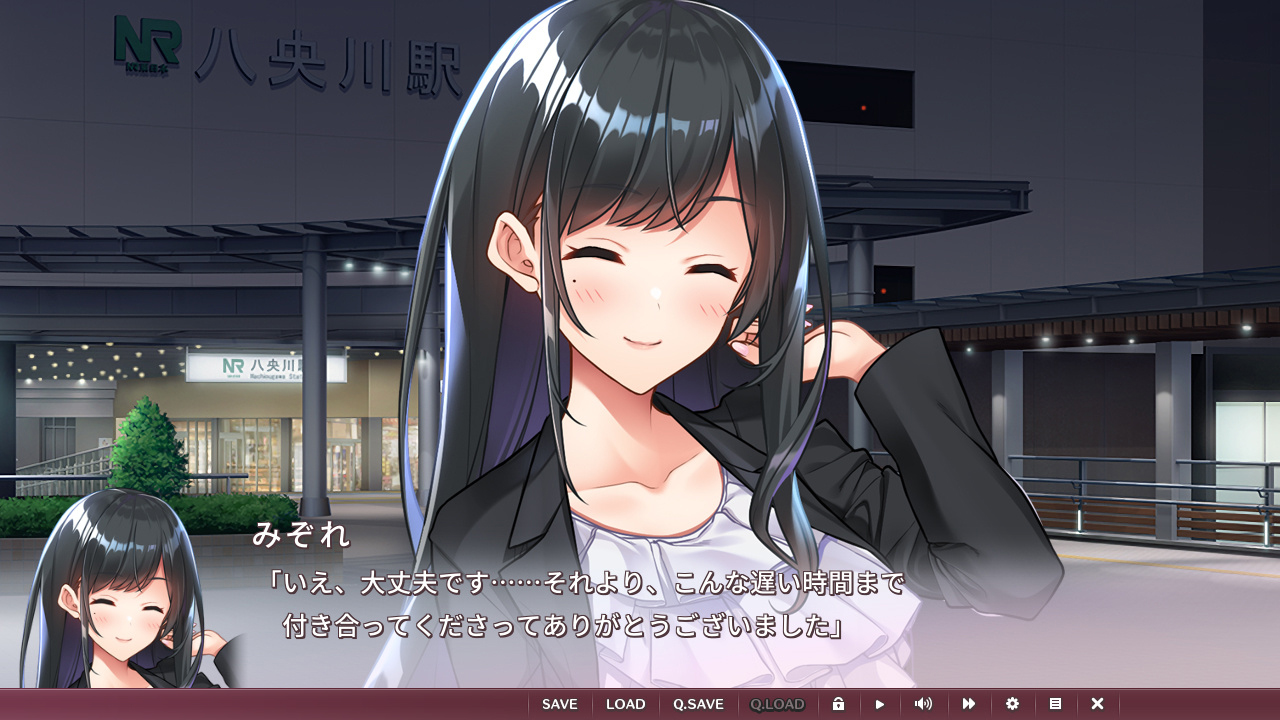 NR
八央川駅
NR 八央川駅
みぞれ
「いえ、大丈夫です……それより、こんな遅い時間まで
付き合ってくださってありがとうございました」
SAVE LOAD Q.SAVE Q.LOAD